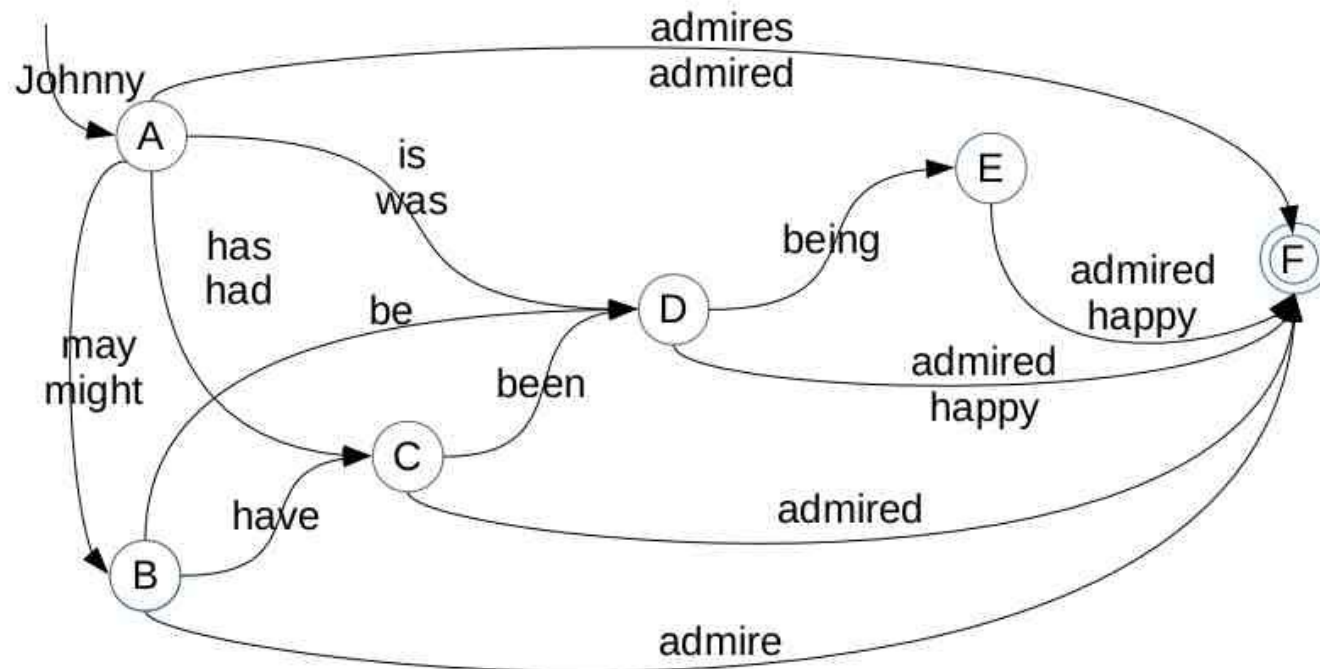 admires
admired
Johnny
A
is
was
E
has
had
being
F
admired
happy
be
D
may
might
admired
happy
been
C
have
admired
B
admire